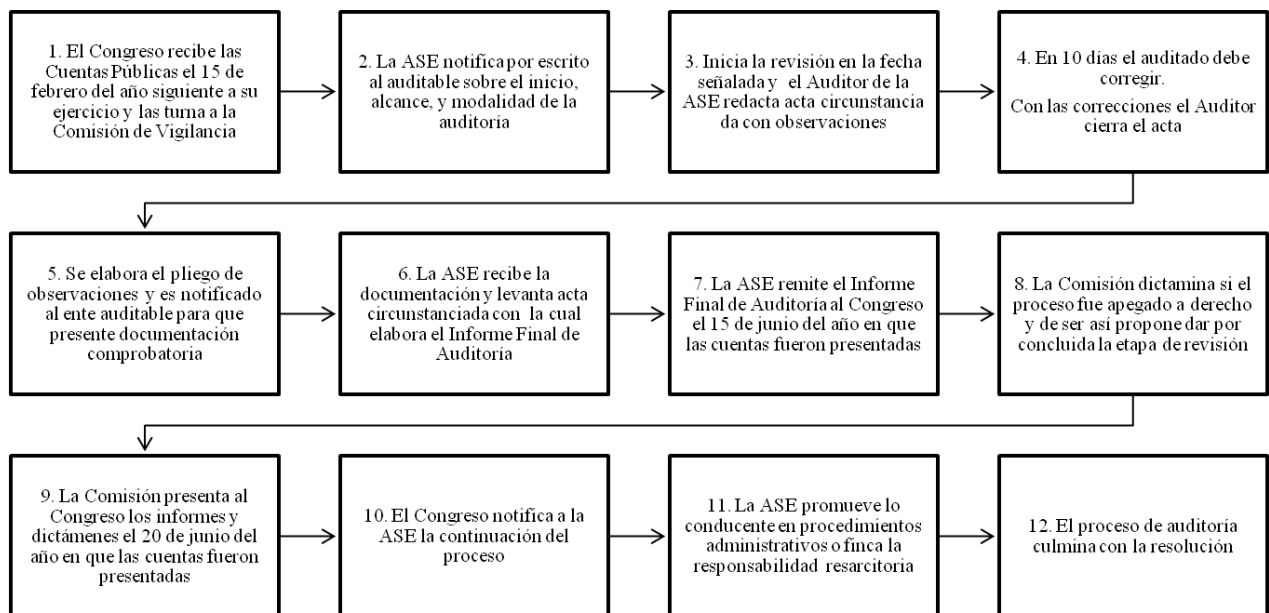 1. El Congreso recibe las
Cuentas Públicas el 15 de
febrero del año siguiente a su
ejercicio y las turna a la
Comisión de Vigilancia
2. La ASE notifica por escrito
al auditable sobre el inicio,
alcance, y modalidad de la
auditoría
3. Inicia la revisión en la fecha
señalada y el Auditor de la
ASE redacta acta circunstancia
da con observaciones
4. En 10 días el auditado debe
corregir.
Con las correcciones el Auditor
cierra el acta
5. Se elabora el pliego de
observaciones y es notificado
al ente auditable para que
presente documentación
comprobatoria
6. La ASE recibe la
documentación y levanta acta
circunstanciada con la cual
elabora el Informe Final de
Auditoría
7. La ASE remite el Informe
Final de Auditoría al Congreso
el 15 de junio del año en que
las cuentas fueron presentadas
8. La Comisión dictamina si el
proceso fue apegado a derecho
y de ser así propone dar por
concluida la etapa de revisión
9. La Comisión presenta al
Congreso los informes y
dictámenes el 20 de junio del
año en que las cuentas fueron
presentadas
10. El Congreso notifica a la
ASE la continuación del
proceso
11. La ASE promueve lo
conducente en procedimientos
administrativos o finca la
responsabilidad resarcitoria
12. El proceso de auditoría
culmina con la resolución